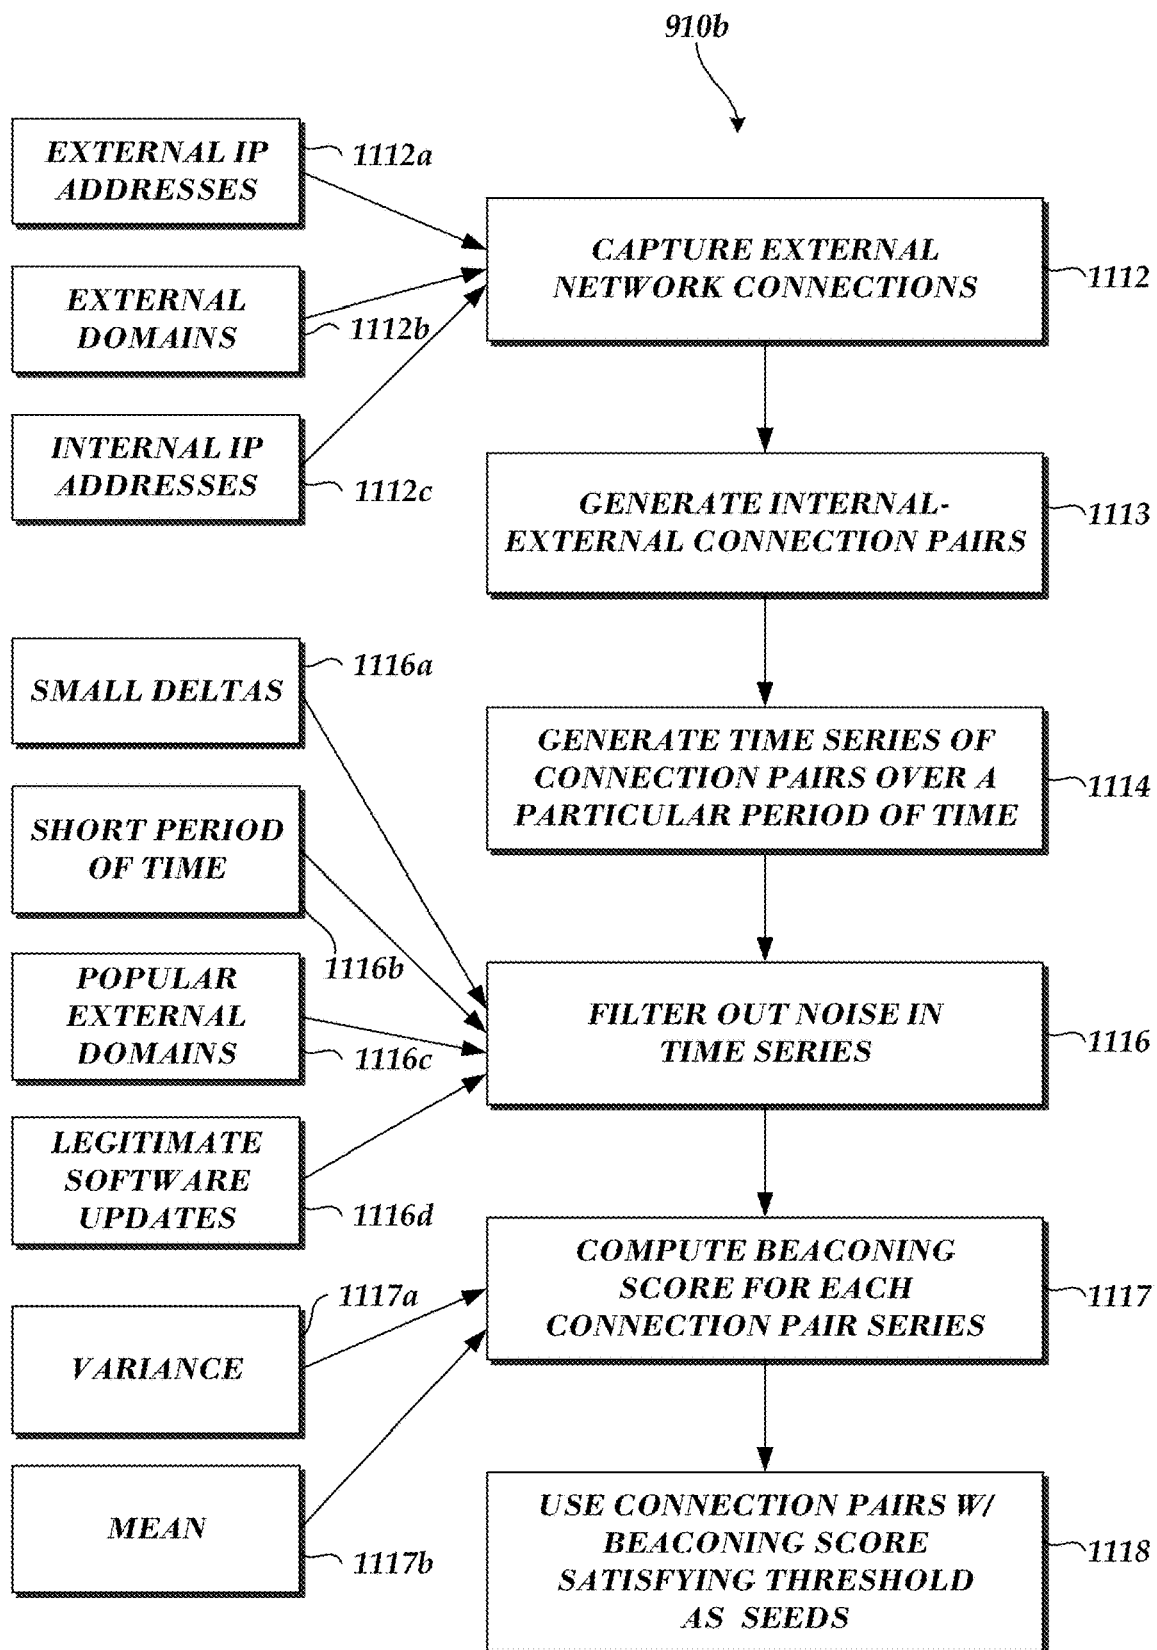 910b
EXTERNAL IP
ADDRESSES
1112a
EXTERNAL
DOMAINS
1112b
INTERNAL IP
ADDRESSES
1112c
CAPTURE EXTERNAL
NETWORK CONNECTIONS
1112
GENERATE INTERNAL-
EXTERNAL CONNECTION PAIRS
1113
GENERATE TIME SERIES OF
CONNECTION PAIRS OVER A
PARTICULAR PERIOD OF TIME
1114
SMALL DELTAS
1116a
SHORT PERIOD
OF TIME
1116b
POPULAR
EXTERNAL
DOMAINS
1116c
LEGITIMATE
SOFTWARE
UPDATES
1116d
FILTER OUT NOISE IN
TIME SERIES
1116
VARIANCE
1117a
MEAN
1117b
COMPUTE BEACONING
SCORE FOR EACH
CONNECTION PAIR SERIES
1117
USE CONNECTION PAIRS W/
BEACONING SCORE
SATISFYING THRESHOLD
AS SEEDS
1118